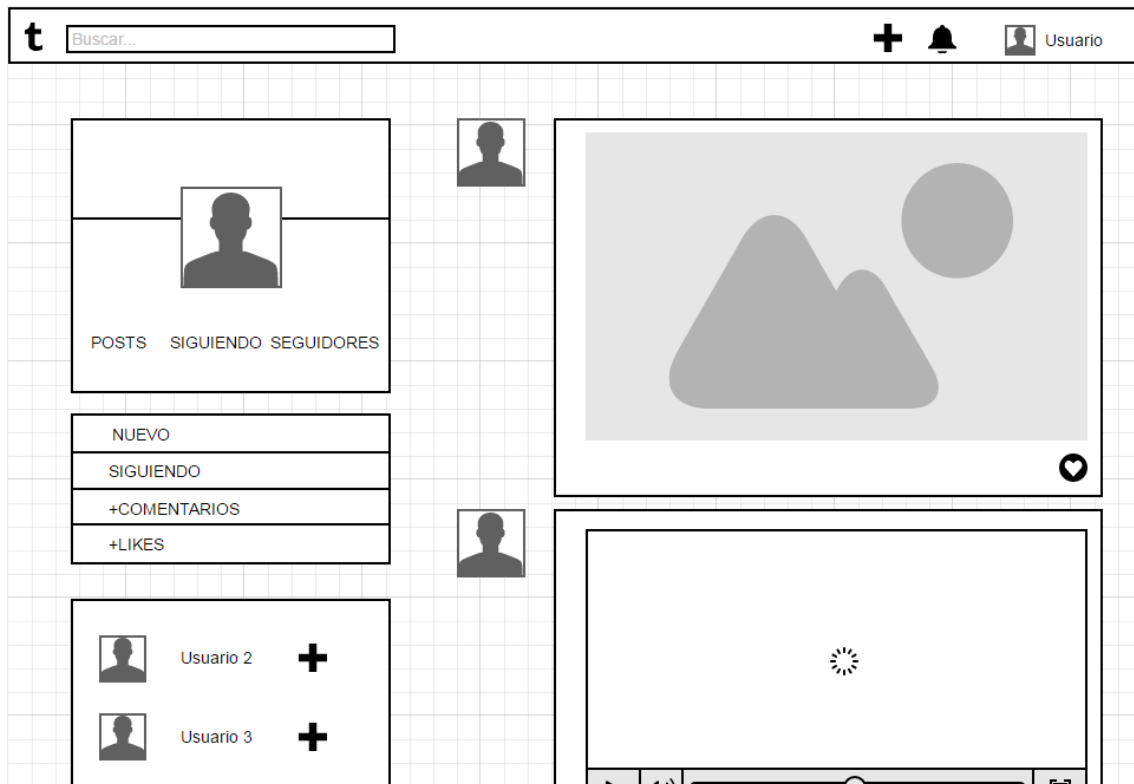 t
Buscar...
Usuario
POSTS SIGUIENDO SEGUIDORES
NUEVO
SIGUIENDO
+COMENTARIOS
+LIKES
Usuario 2
Usuario 3